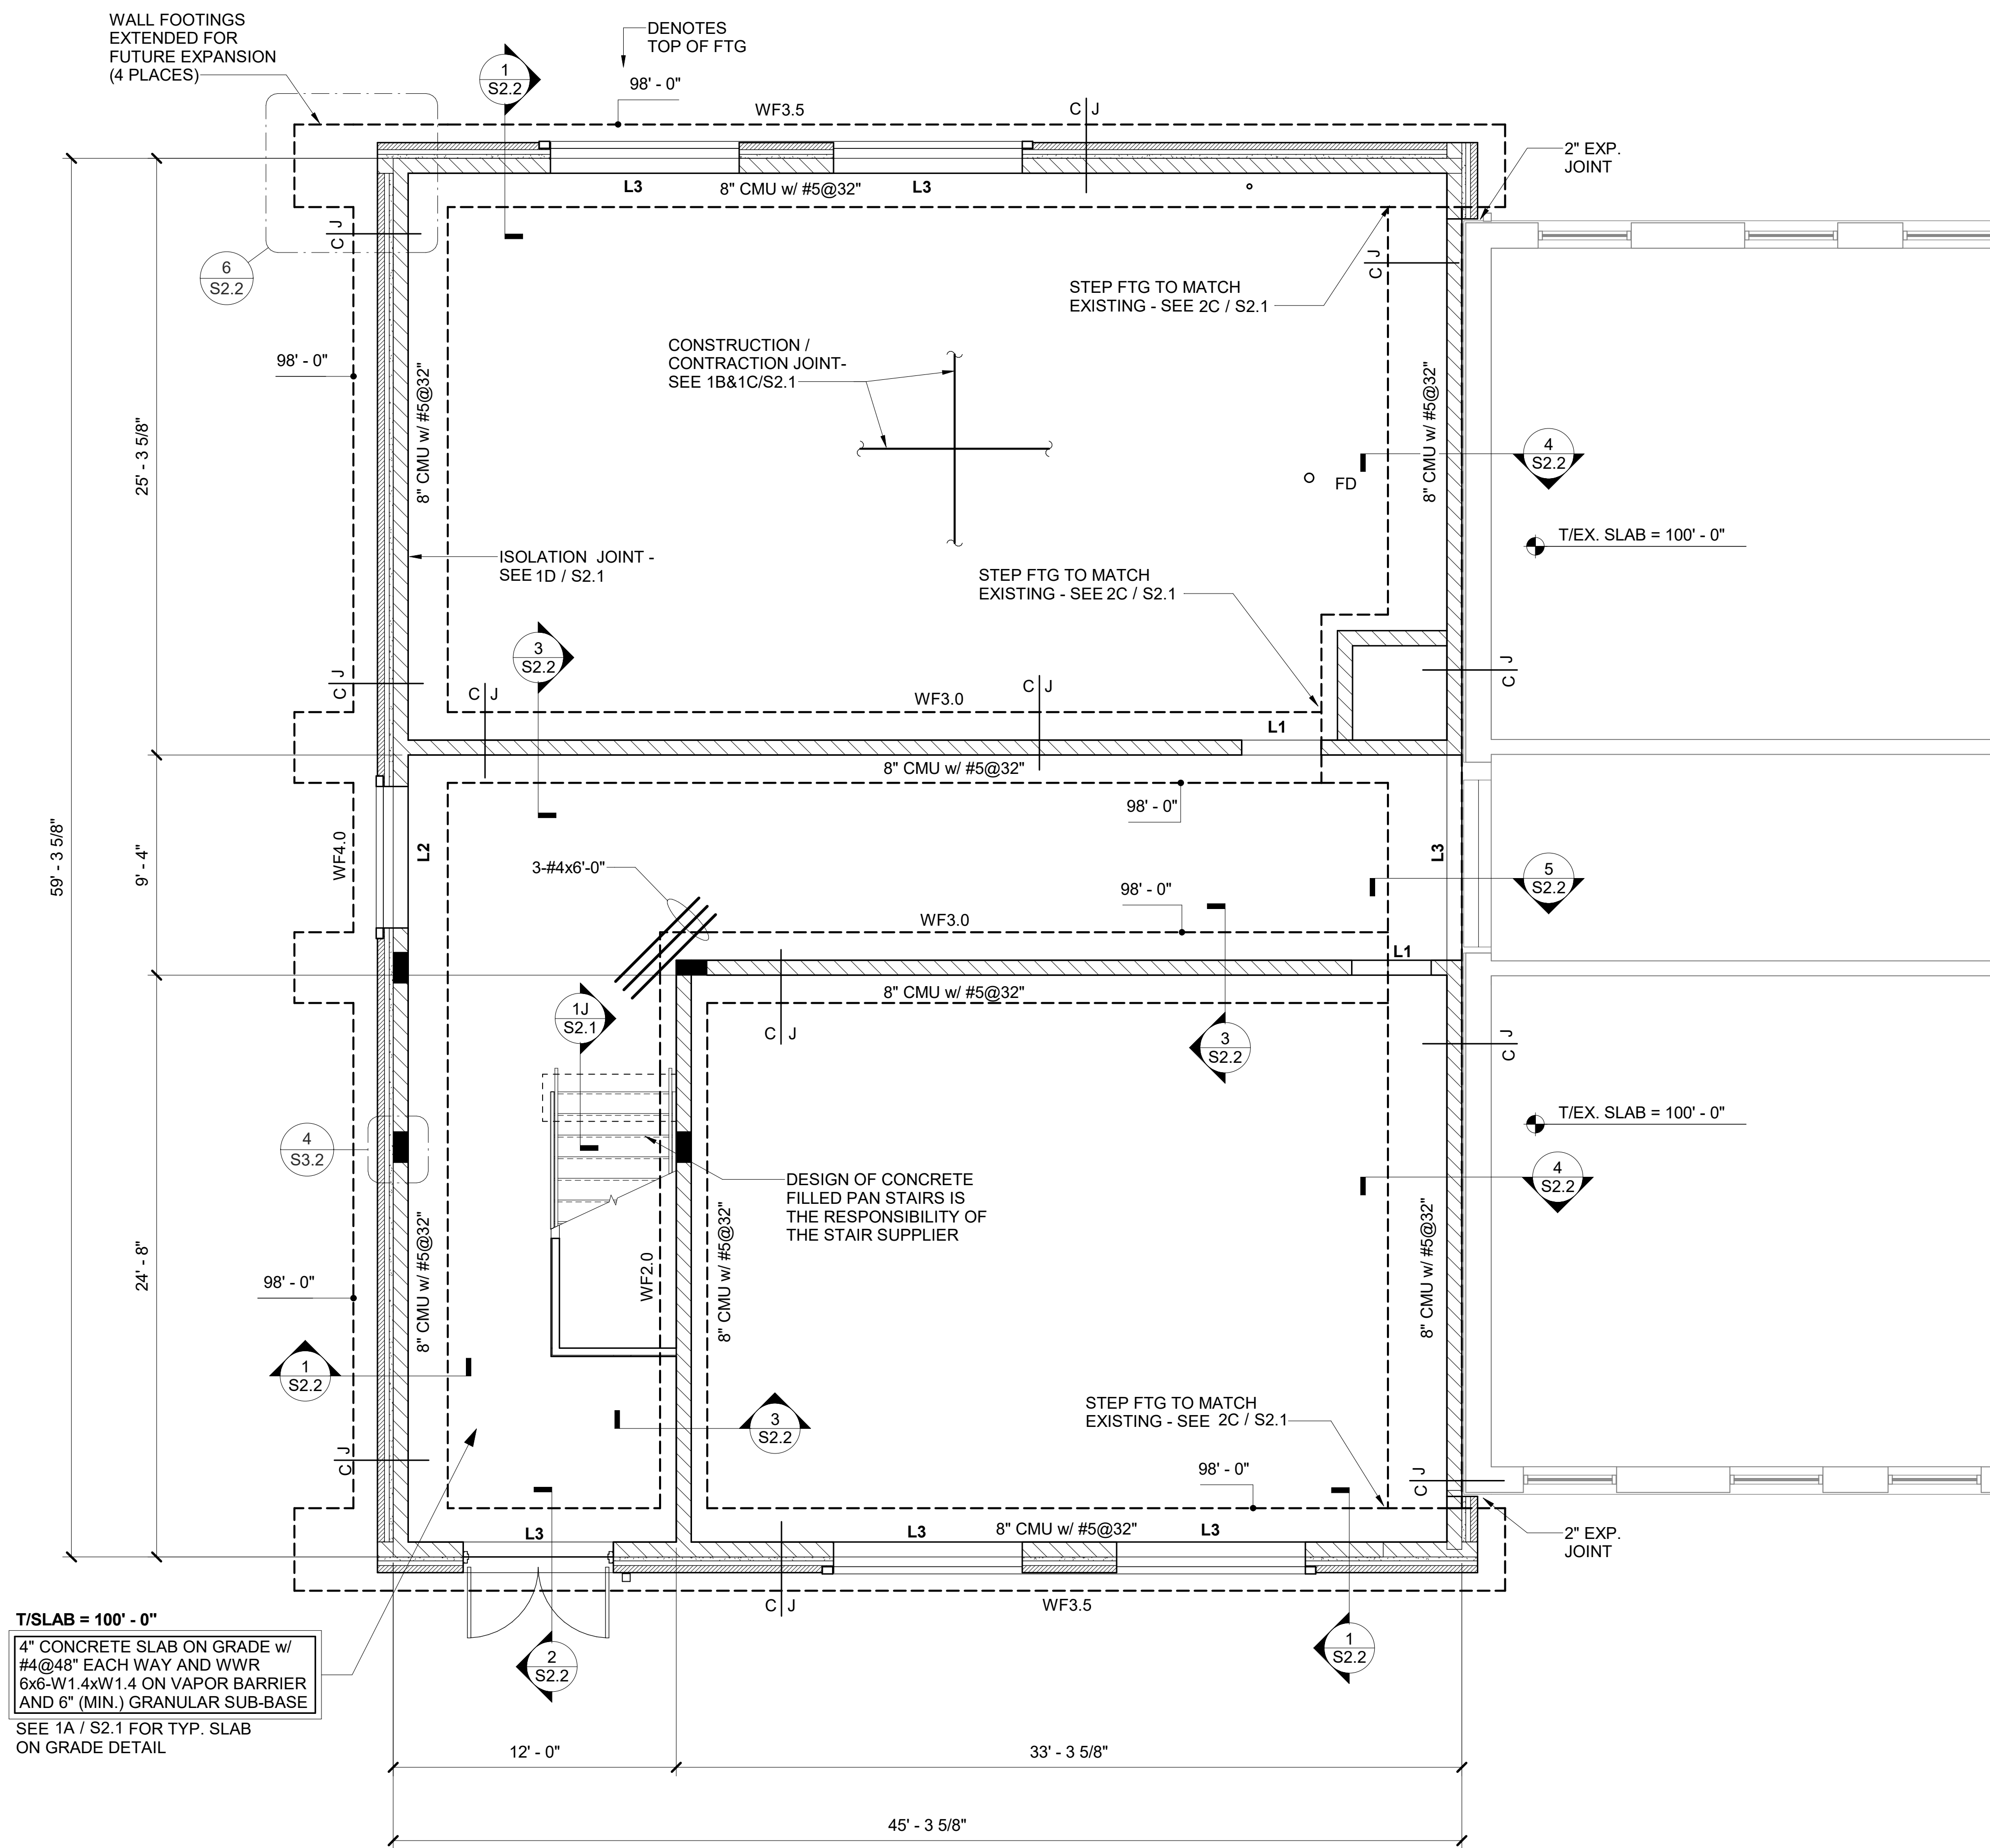 WALL FOOTINGS
EXTENDED FOR
FUTURE EXPANSION
(4 PLACES)
DENOTES
TOP OF FTG
1
S2.2
98' - 0"
WF3.5
C J
2" EXP.
JOINT
L3
8" CMU w/ #5@32"
L3
C J
6
S2.2
C J
STEP FTG TO MATCH
EXISTING - SEE 2C / S2.1
CONSTRUCTION /
CONTRACTION JOINT-
SEE 1B&1C/S2.1
98' - 0"
8" CMU w/ #5@32"
8" CMU w/ #5@32"
25' - 3 5/8"
4
S2.2
FD
T/EX. SLAB = 100' - 0"
ISOLATION JOINT -
SEE 1D / S2.1
STEP FTG TO MATCH
EXISTING - SEE 2C / S2.1
3
S2.2
C J
C J
C J
WF3.0
C J
L1
8" CMU w/ #5@32"
98' - 0"
59' - 3 5/8"
9' - 4"
WF4.0
L2
L3
3-#4x6'-0"
98' - 0"
5
S2.2
WF3.0
L1
8" CMU w/ #5@32"
1J
S2.1
C J
3
S2.2
C J
T/EX. SLAB = 100' - 0"
4
S3.2
4
S2.2
DESIGN OF CONCRETE
FILLED PAN STAIRS IS
THE RESPONSIBILITY OF
THE STAIR SUPPLIER
24' - 8"
98' - 0"
8" CMU w/ #5@32"
WF2.0
8" CMU w/ #5@32"
8" CMU w/ #5@32"
1
S2.2
3
S2.2
STEP FTG TO MATCH
EXISTING - SEE 2C / S2.1
C J
98' - 0"
C J
L3
L3
8" CMU w/ #5@32"
L3
2" EXP.
JOINT
C J
WF3.5
2
S2.2
1
S2.2
T/SLAB = 100' - 0"
4" CONCRETE SLAB ON GRADE w/
#4@48" EACH WAY AND WWR
6x6-W1.4xW1.4 ON VAPOR BARRIER
AND 6" (MIN.) GRANULAR SUB-BASE
SEE 1A / S2.1 FOR TYP. SLAB
ON GRADE DETAIL
12' - 0"
33' - 3 5/8"
45' - 3 5/8"